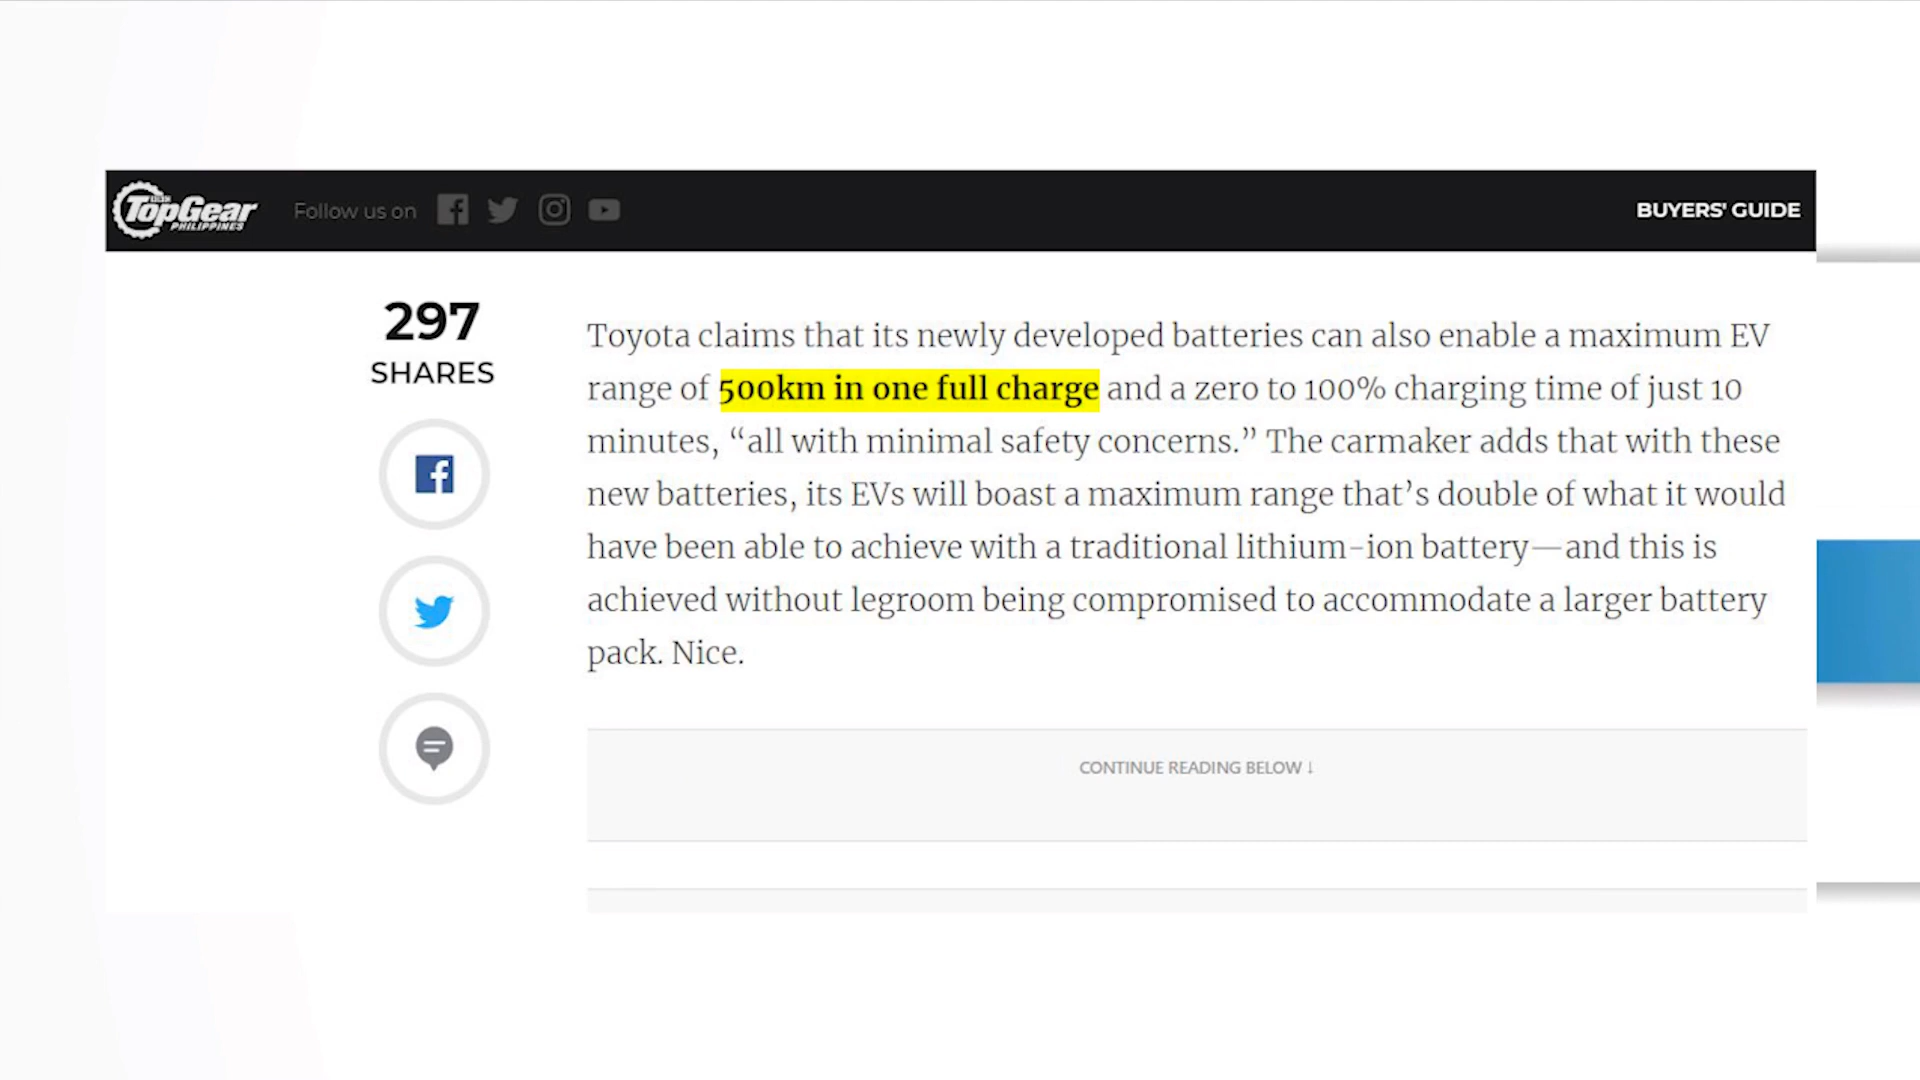 TopGear
PHILIPPINES
Follow us on
BUYERS' GUIDE
297
SHARES
Toyota claims that its newly developed batteries can also enable a maximum EV
range of 500km in one full charge and a zero to 100% charging time of just 10
minutes, “all with minimal safety concerns.” The carmaker adds that with these
new batteries, its EVs will boast a maximum range that’s double of what it would
have been able to achieve with a traditional lithium-ion battery—and this is
achieved without legroom being compromised to accommodate a larger battery
pack. Nice.
CONTINUE READING BELOW ↓